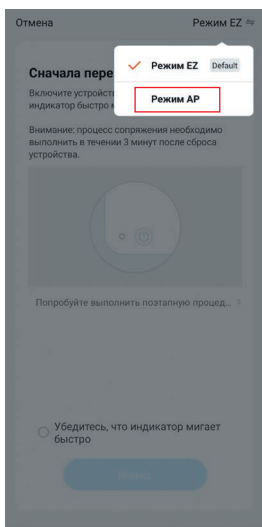 Отмена Режим EZ ⇋
Режим EZ Default
Режим AP
Сначала пере
Включите устройст
индикатор быстро
Внимание: процесс сопряжения необходимо
выполнить в течении 3 минут после сброса
устройства.
Попробуйте выполнить поэтапную процед... >
Убедитесь, что индикатор мигает
быстро